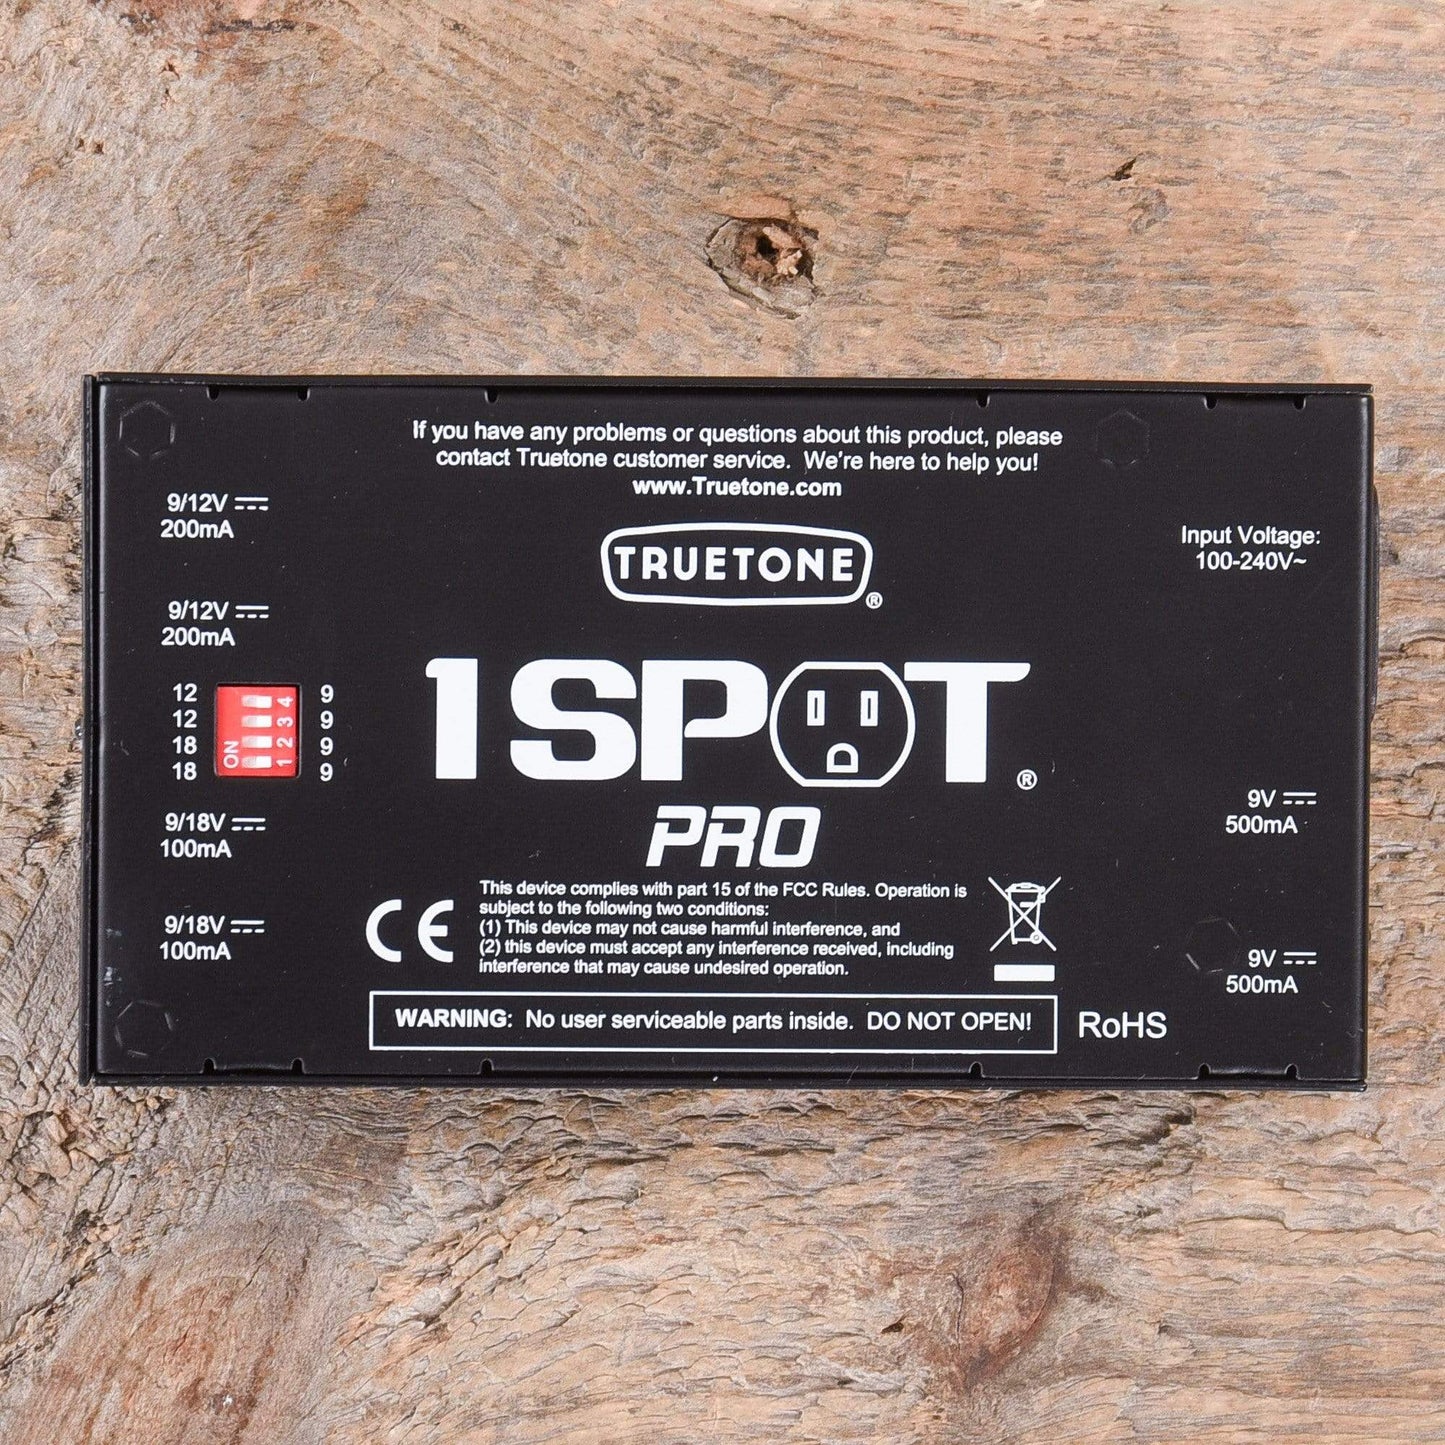 If you have any problems or questions about this product, please
contact Truetone customer service. We're here to help you!
www.Truetone.com
TRUETONE
®
1 SPOT
®
PRO
9/12V
200mA
9/12V
200mA
12 4 9
12 3 9
18 2 9
18 1 9
ON
9/18V
100mA
9/18V
100mA
Input Voltage:
100-240V~
9V
500mA
9V
500mA
CE
This device complies with part 15 of the FCC Rules. Operation is
subject to the following two conditions:
(1) This device may not cause harmful interference, and
(2) this device must accept any interference received, including
interference that may cause undesired operation.
WARNING: No user serviceable parts inside. DO NOT OPEN!
RoHS